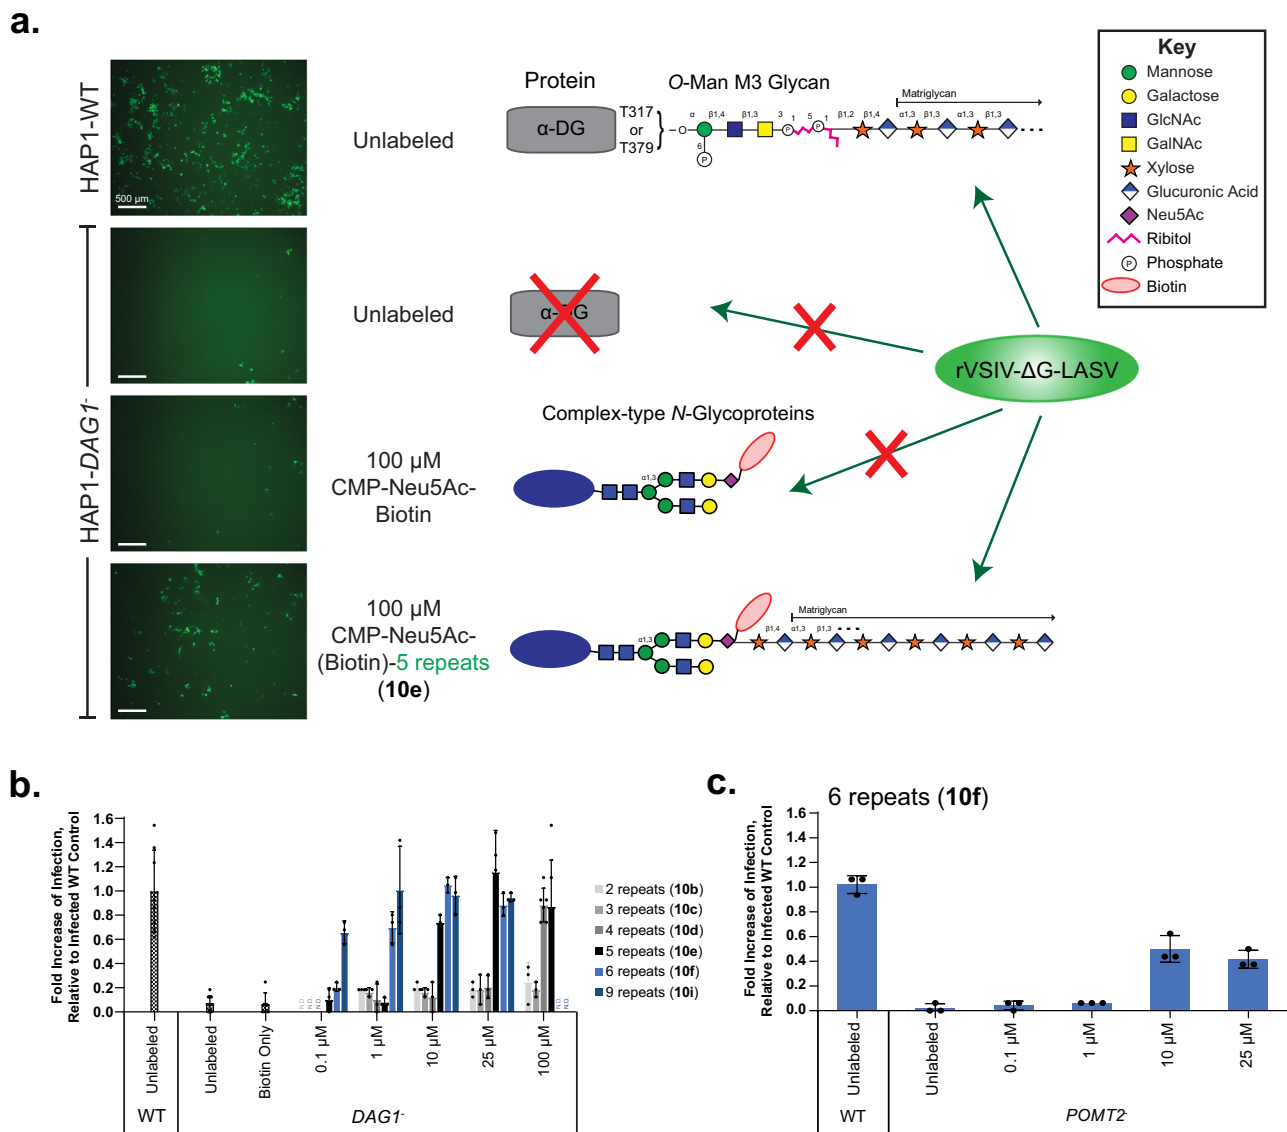 a.
HAP1-WT
500 µm
Unlabeled
Protein
α-DG
T317
or
T379
O-Man M3 Glycan
Matriglycan
α β1,4 β1,3 3 1 5 1 β1,2 β1,4 α1,3 β1,3 α1,3 β1,3
O
P P
6
P
Key
Mannose
Galactose
GlcNAc
GalNAc
Xylose
Glucuronic Acid
Neu5Ac
Ribitol
P Phosphate
Biotin
HAP1-DAG1-
Unlabeled
α-DG
rVSIV-ΔG-LASV
100 µM
CMP-Neu5Ac-
Biotin
Complex-type N-Glycoproteins
α1,3
100 µM
CMP-Neu5Ac-
(Biotin)-5 repeats
(10e)
Matriglycan
α1,3 β1,4 α1,3 β1,3
b.
Fold Increase of Infection,
Relative to Infected WT Control
1.6
1.4
1.2
1.0
0.8
0.6
0.4
0.2
0.0
N.D. N.D. N.D.
N.D. N.D.
Unlabeled
Unlabeled
Biotin Only
0.1 µM
1 µM
10 µM
25 µM
100 µM
WT
DAG1-
2 repeats (10b)
3 repeats (10c)
4 repeats (10d)
5 repeats (10e)
6 repeats (10f)
9 repeats (10i)
c.
6 repeats (10f)
Fold Increase of Infection,
Relative to Infected WT Control
1.6
1.4
1.2
1.0
0.8
0.6
0.4
0.2
0.0
Unlabeled
Unlabeled
0.1 µM
1 µM
10 µM
25 µM
WT
POMT2-